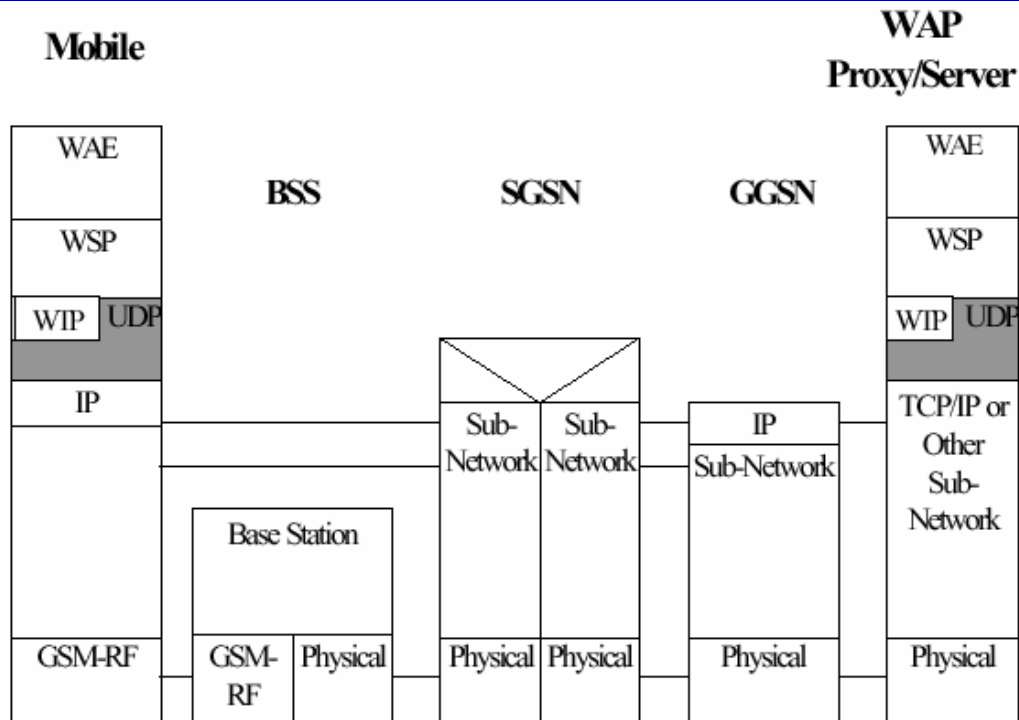 Mobile
WAP
Proxy/Server
BSS
SGSN
GGSN
WAE
WSP
WTP UDP
IP
GSM-RF
Base Station
GSM-
RF
Physical
Sub-
Network
Sub-
Network
Physical
Physical
IP
Sub-Network
Physical
WAE
WSP
WTP UDP
TCP/IP or
Other
Sub-
Network
Physical